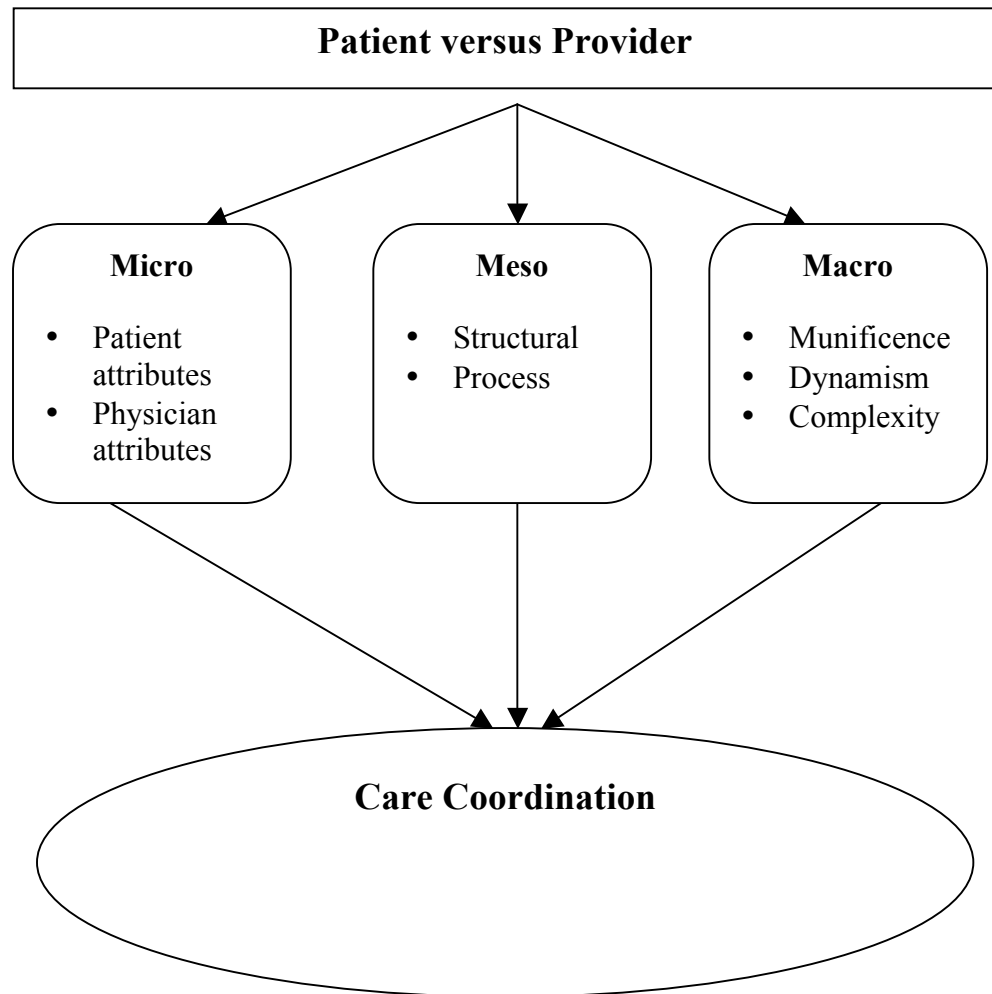 Patient versus Provider
Micro
• Patient
attributes
• Physician
attributes
Meso
• Structural
• Process
Macro
• Munificence
• Dynamism
• Complexity
Care Coordination